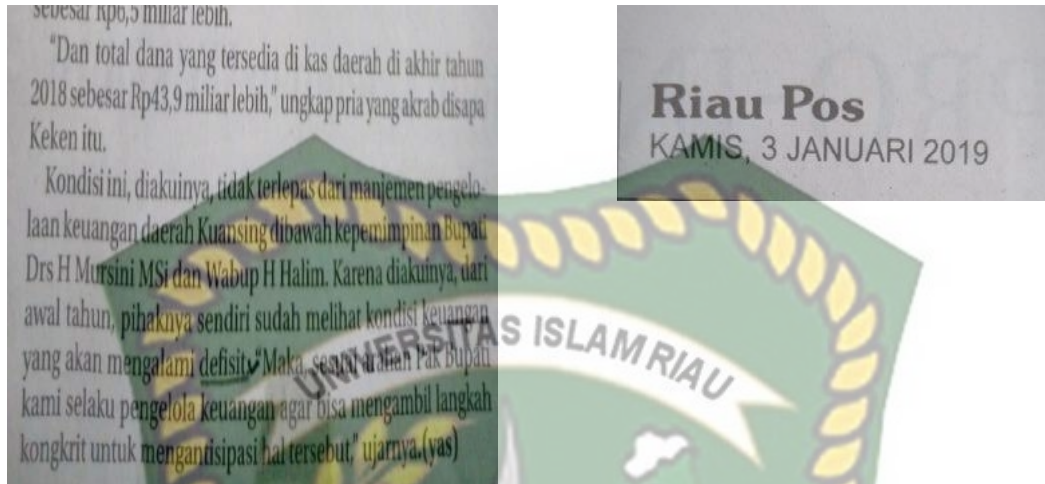 sebesar Rp6,5 miliar lebih.
"Dan total dana yang tersedia di kas daerah di akhir tahun
2018 sebesar Rp43,9 miliar lebih," ungkap pria yang akrab disapa
Keken itu.
Kondisi ini, diakuinya, tidak terlepas dari manjemen pengelo-
laan keuangan daerah Kuansing dibawah kepemimpinan Bupati
Drs H Mursini MSi dan Wabup H Halim. Karena diakuinya, dari
awal tahun, pihaknya sendiri sudah melihat kondisi keuangan
yang akan mengalami defisit. "Maka, sesuai arahan Pak Bupati
kami selaku pengelola keuangan agar bisa mengambil langkah
kongkrit untuk mengantisipasi hal tersebut," ujarnya.(yas)
Riau Pos
KAMIS, 3 JANUARI 2019
UNIVERSITAS ISLAM RIAU